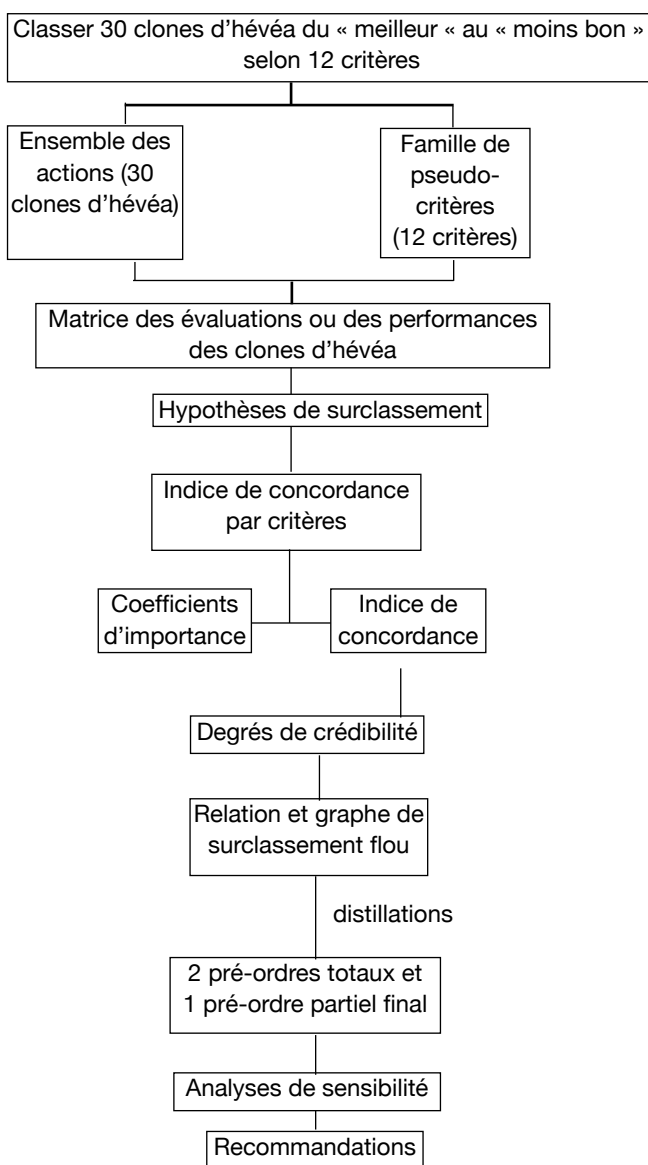 Classer 30 clones d’hévéa du « meilleur « au « moins bon »
selon 12 critères
Ensemble des
actions (30
clones d’hévéa)
Famille de
pseudo-
critères
(12 critères)
Matrice des évaluations ou des performances
des clones d’hévéa
Hypothèses de surclassement
Indice de concordance
par critères
Coefficients
d’importance
Indice de
concordance
Degrés de crédibilité
Relation et graphe de
surclassement flou
distillations
2 pré-ordres totaux et
1 pré-ordre partiel final
Analyses de sensibilité
Recommandations